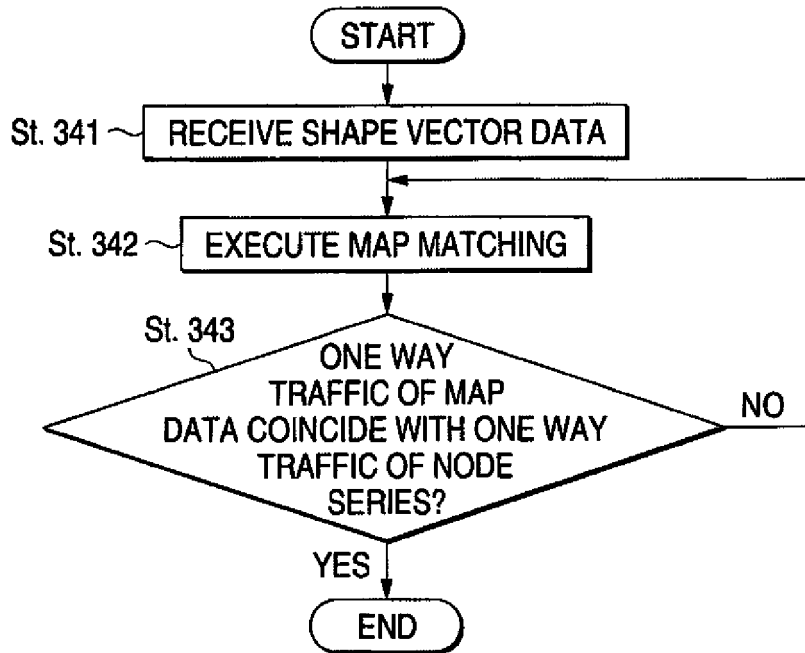 START
St. 341
RECEIVE SHAPE VECTOR DATA
St. 342
EXECUTE MAP MATCHING
St. 343
ONE WAY
TRAFFIC OF MAP
DATA COINCIDE WITH ONE WAY
TRAFFIC OF NODE
SERIES?
NO
YES
END